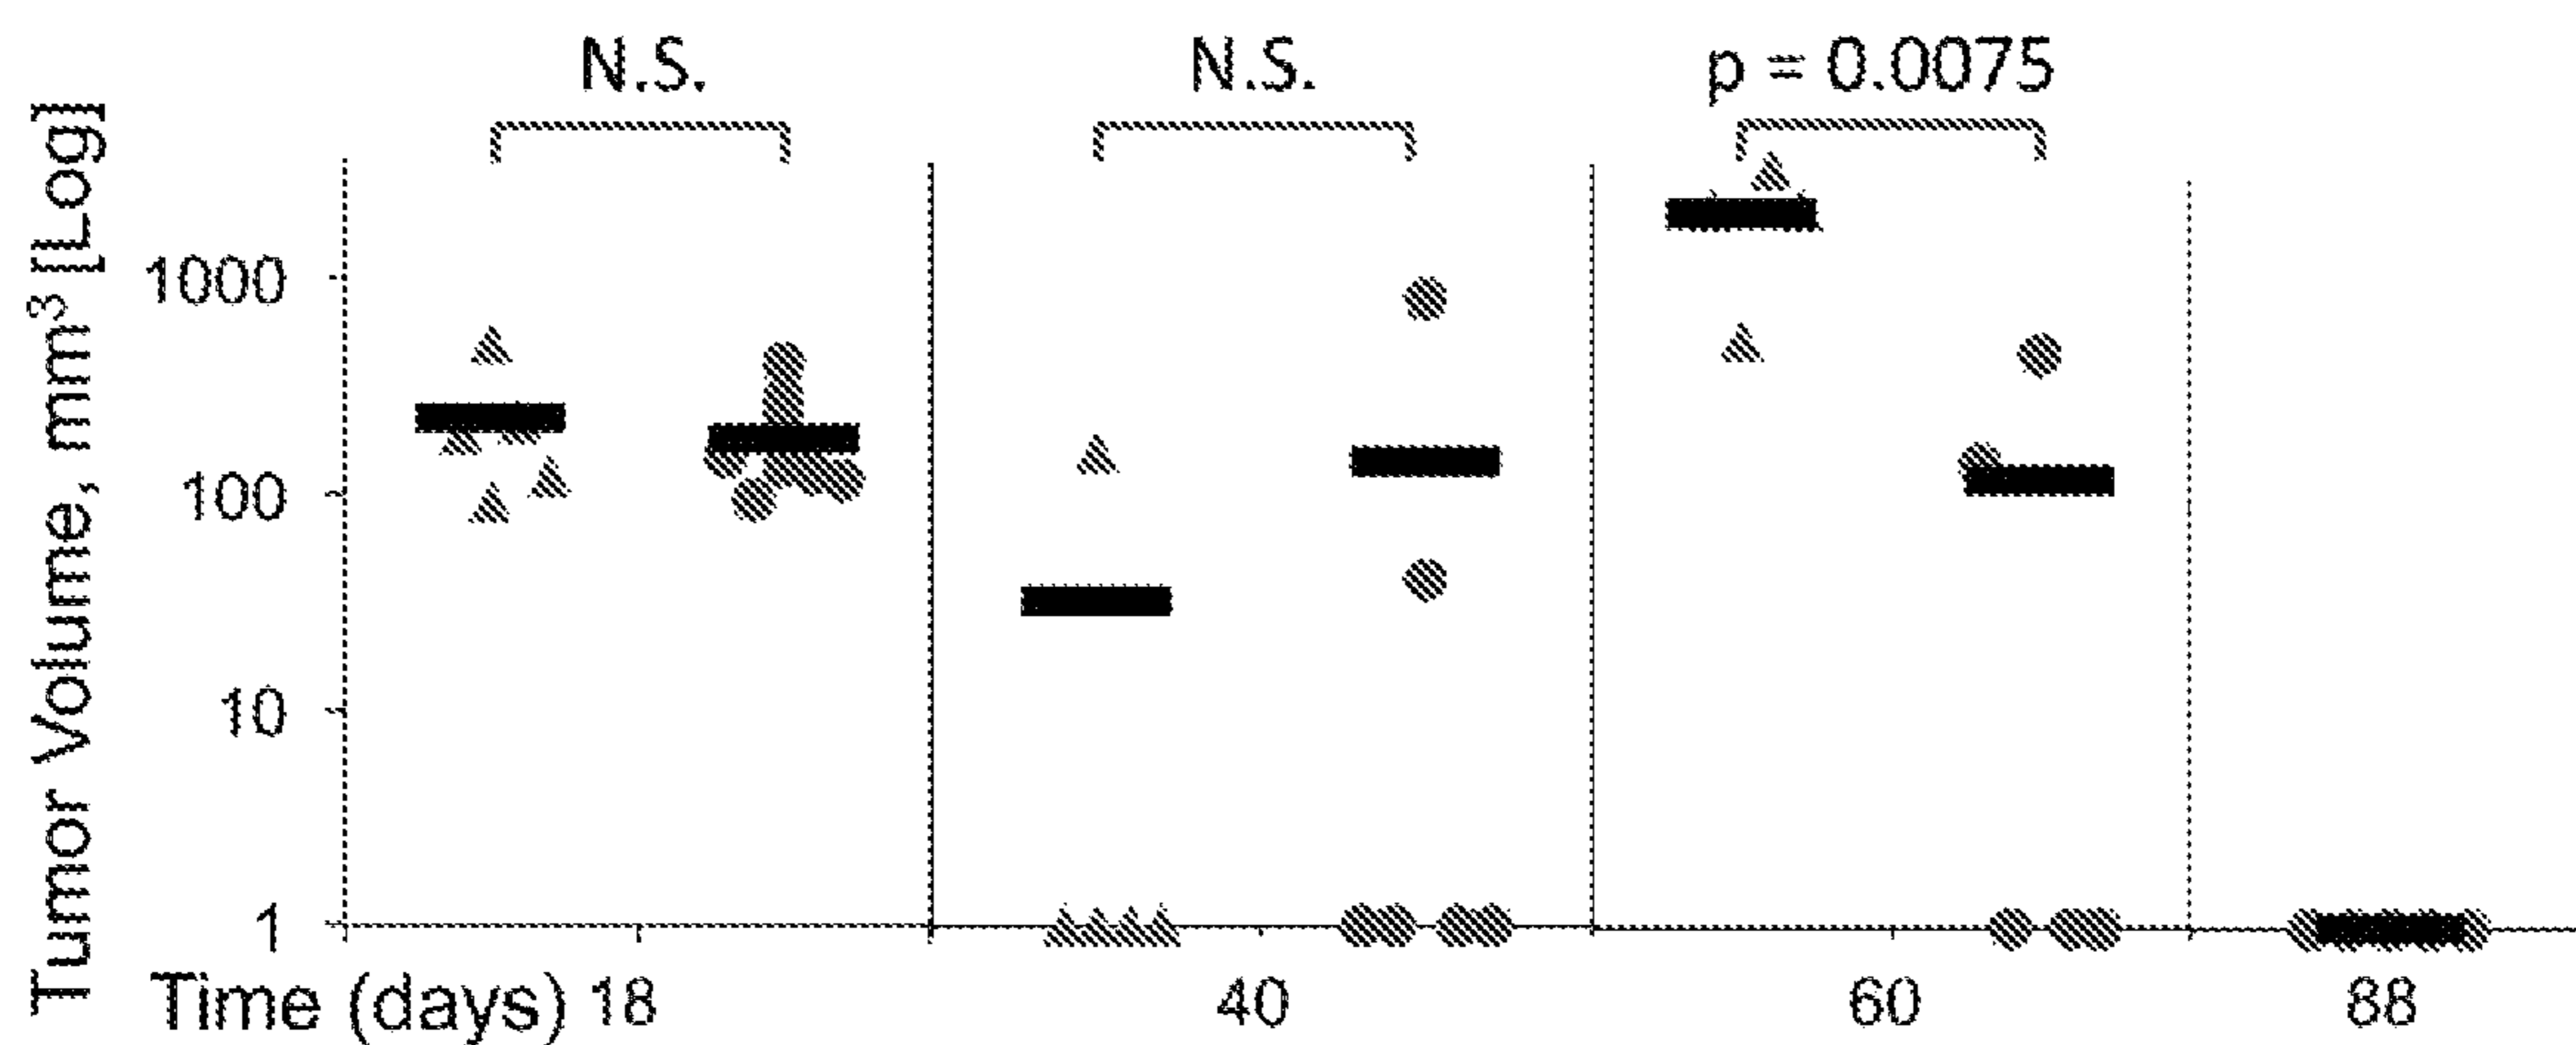 N.S. N.S. p = 0.0075
Tumor Volume, mm³ [Log]
1000
100
10
1
Time (days) 18 40 60 88